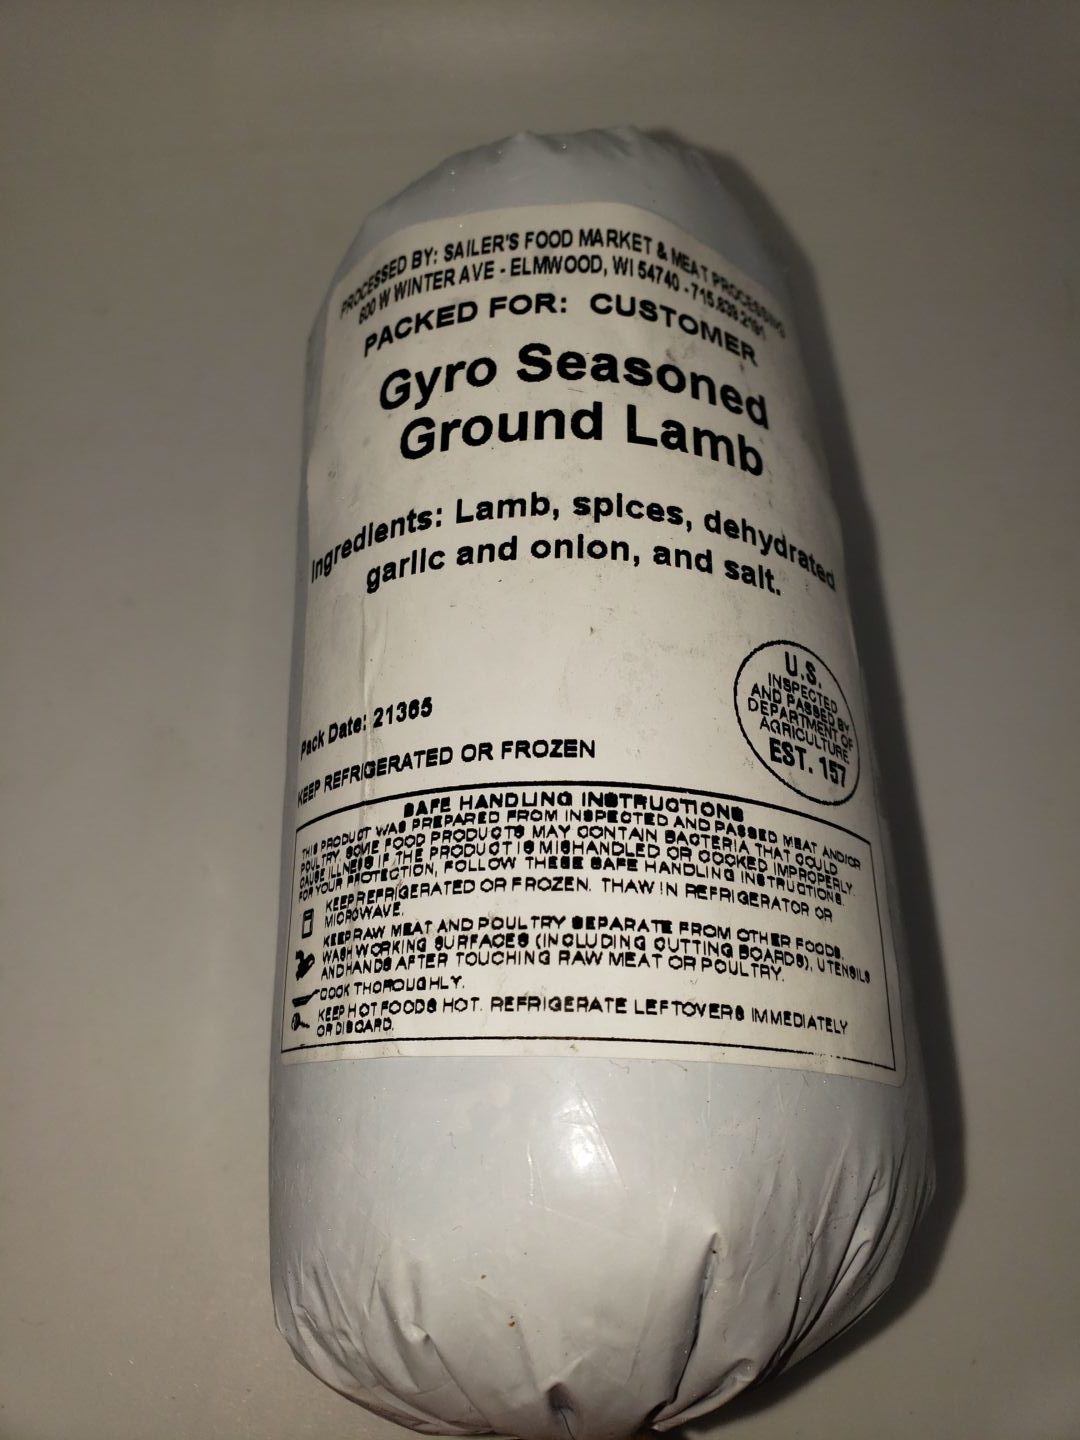 PROCESSED BY: SAILER'S FOOD MARKET & MEAT PROCESSING
600 W WINTER AVE - ELMWOOD, WI 54740 - 715.639.2191
PACKED FOR: CUSTOMER
Gyro Seasoned
Ground Lamb
Ingredients: Lamb, spices, dehydrated
garlic and onion, and salt.
U.S.
INSPECTED
AND PASSED BY
DEPARTMENT OF
AGRICULTURE
EST. 157
Pack Date: 21365
KEEP REFRIGERATED OR FROZEN
SAFE HANDLING INSTRUCTIONS
THIS PRODUCT WAS PREPARED FROM INSPECTED AND PASSED MEAT AND/OR
POULTRY. SOME FOOD PRODUCTS MAY CONTAIN BACTERIA THAT COULD
CAUSE ILLNESS IF THE PRODUCT IS MISHANDLED OR COOKED IMPROPERLY.
FOR YOUR PROTECTION, FOLLOW THESE SAFE HANDLING INSTRUCTIONS.
KEEP REFRIGERATED OR FROZEN. THAW IN REFRIGERATOR OR
MICROWAVE.
KEEP RAW MEAT AND POULTRY SEPARATE FROM OTHER FOODS.
WASH WORKING SURFACES (INCLUDING CUTTING BOARDS), UTENSILS
AND HANDS AFTER TOUCHING RAW MEAT OR POULTRY.
COOK THOROUGHLY.
KEEP HOT FOODS HOT. REFRIGERATE LEFTOVERS IMMEDIATELY
OR DISCARD.